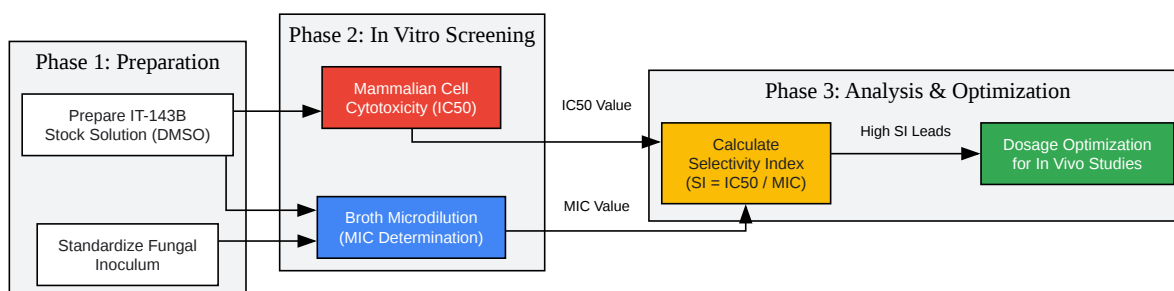 Phase 1: Preparation
Prepare IT-143B
Stock Solution (DMSO)
Standardize Fungal
Inoculum
Phase 2: In Vitro Screening
Mammalian Cell
Cytotoxicity (IC50)
Broth Microdilution
(MIC Determination)
IC50 Value
MIC Value
Phase 3: Analysis & Optimization
Calculate
Selectivity Index
(SI = IC50 / MIC)
High SI Leads
Dosage Optimization
for In Vivo Studies